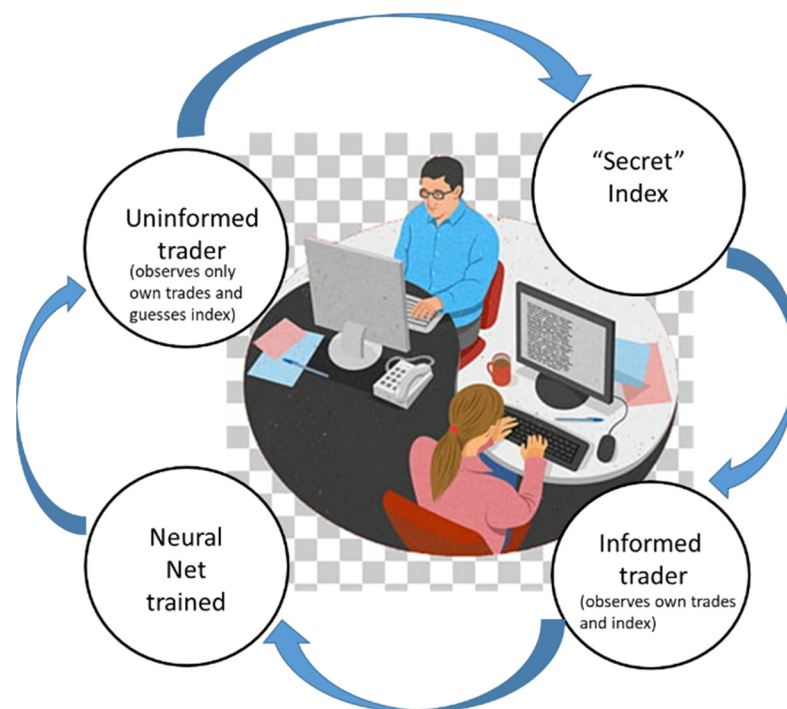 “Secret”
Index
Uninformed
trader
(observes only
own trades and
guesses index)
Neural
Net
trained
Informed
trader
(observes own trades
and index)